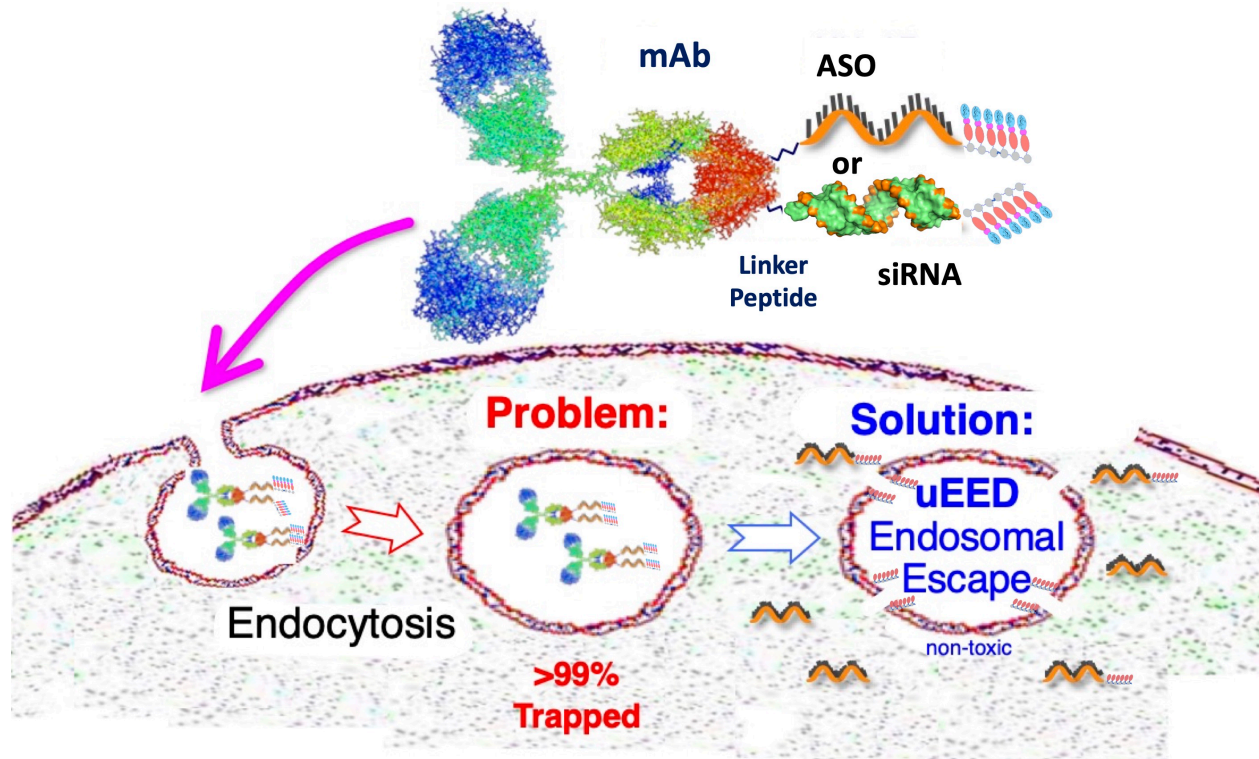 mAb
ASO
or
siRNA
Linker
Peptide
Problem:
Solution:
uEED
Endosomal
Escape
non-toxic
Endocytosis
>99%
Trapped